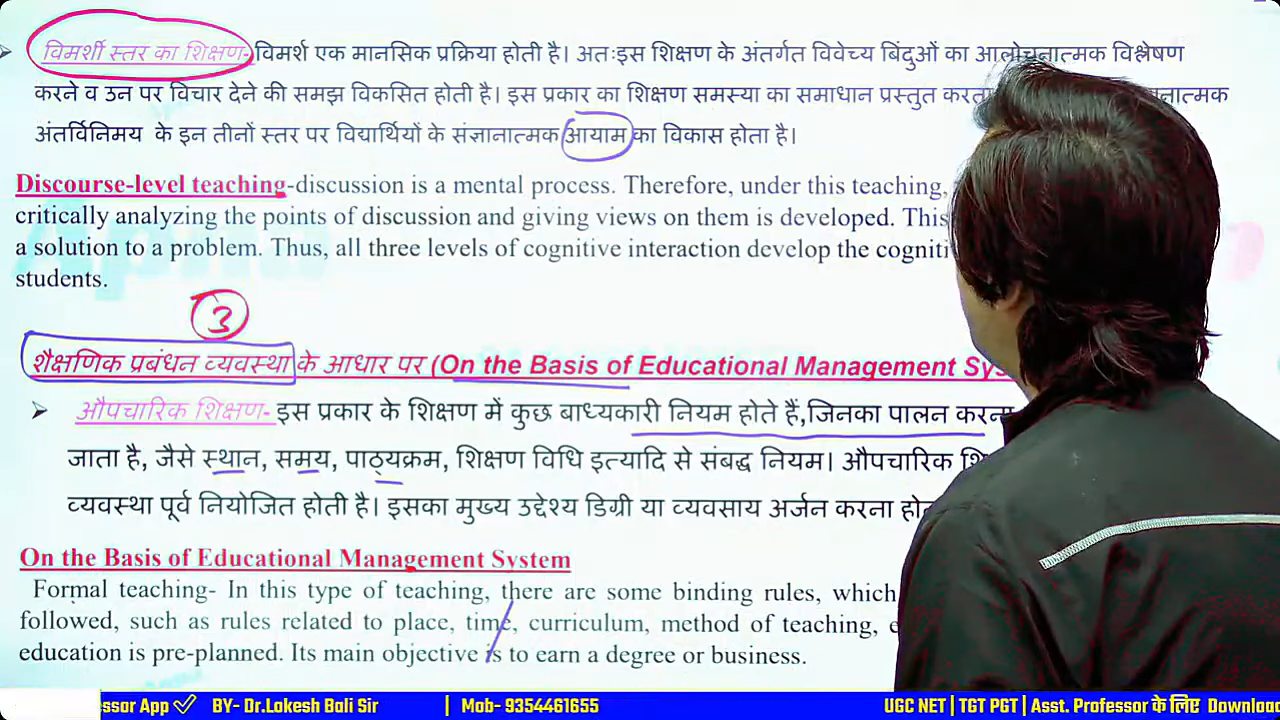 विमर्शी स्तर का शिक्षण- विमर्श एक मानसिक प्रक्रिया होती है। अतःइस शिक्षण के अंतर्गत विवेच्य बिंदुओं का आलोचनात्मक विश्लेषण
करने व उन पर विचार देने की समझ विकसित होती है। इस प्रकार का शिक्षण समस्या का समाधान प्रस्तुत
अंतर्विनिमय के इन तीनों स्तर पर विद्यार्थियों के संज्ञानात्मक आयाम का विकास होता है।
Discourse-level teaching-discussion is a mental process. Therefore, under this teaching,
critically analyzing the points of discussion and giving views on them is developed. This
a solution to a problem. Thus, all three levels of cognitive interaction develop the
students.
3
शैक्षणिक प्रबंधन व्यवस्था के आधार पर (On the Basis of Educational Management
औपचारिक शिक्षण- इस प्रकार के शिक्षण में कुछ बाध्यकारी नियम होते हैं,जिनका पालन करना
जाता है, जैसे स्थान, समय, पाठ्यक्रम, शिक्षण विधि इत्यादि से संबद्ध नियम। औपचारिक
व्यवस्था पूर्व नियोजित होती है। इसका मुख्य उद्देश्य डिग्री या व्यवसाय अर्जन करना
On the Basis of Educational Management System
Formal teaching- In this type of teaching, there are some binding rules, which
followed, such as rules related to place, time, curriculum, method of teaching,
education is pre-planned. Its main objective is to earn a degree or business.
App BY- Dr.Lokesh Bali Sir | Mob- 9354461655 UGC NET | TGT PGT | Asst. Professor के लिए